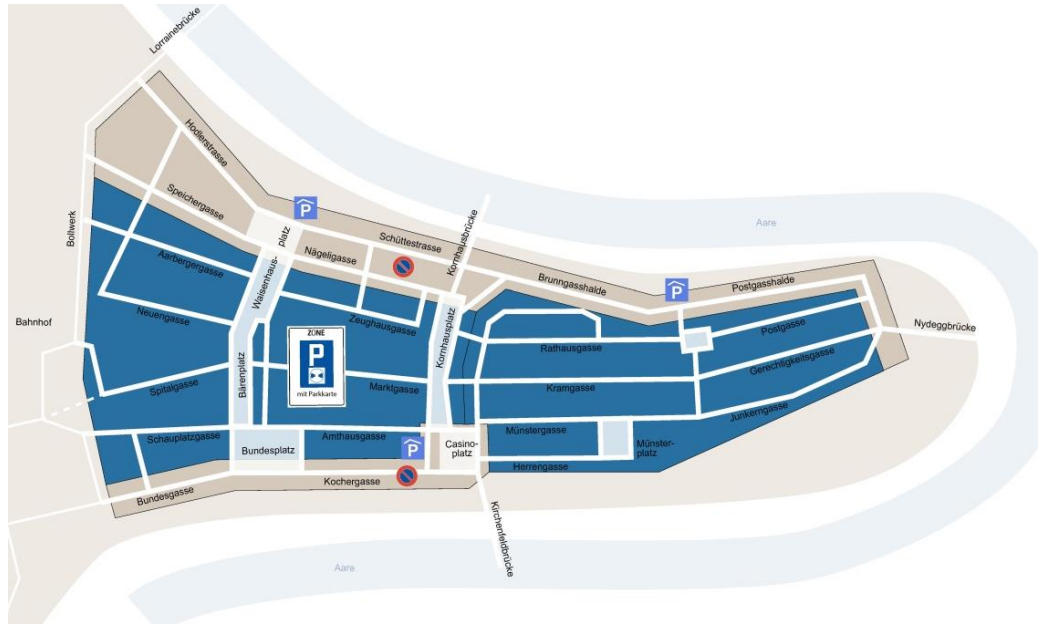 Lorrainebrücke
Hodlerstrasse
Speichergasse
Bollwerk
Aarbergergasse
Neuengasse
Bahnhof
Spitalgasse
Schauplatzgasse
Bundesgasse
Waisenhaus-
platz
Bärenplatz
Bundesplatz
P
Nägeligasse
Schüttestrasse
Zeughausgasse
ZONE
P
mit Parkkarte
Marktgasse
Amthausgasse
P
Kochergasse
Kornhausbrücke
Kornhausplatz
Casino-
platz
Kirchenfeldbrücke
Brunngasshalde
P
Postgasshalde
Aare
Rathausgasse
Postgasse
Nydeggbrücke
Kramgasse
Gerechtigkeitsgasse
Münstergasse
Junkerngasse
Münster-
platz
Herrengasse
Aare